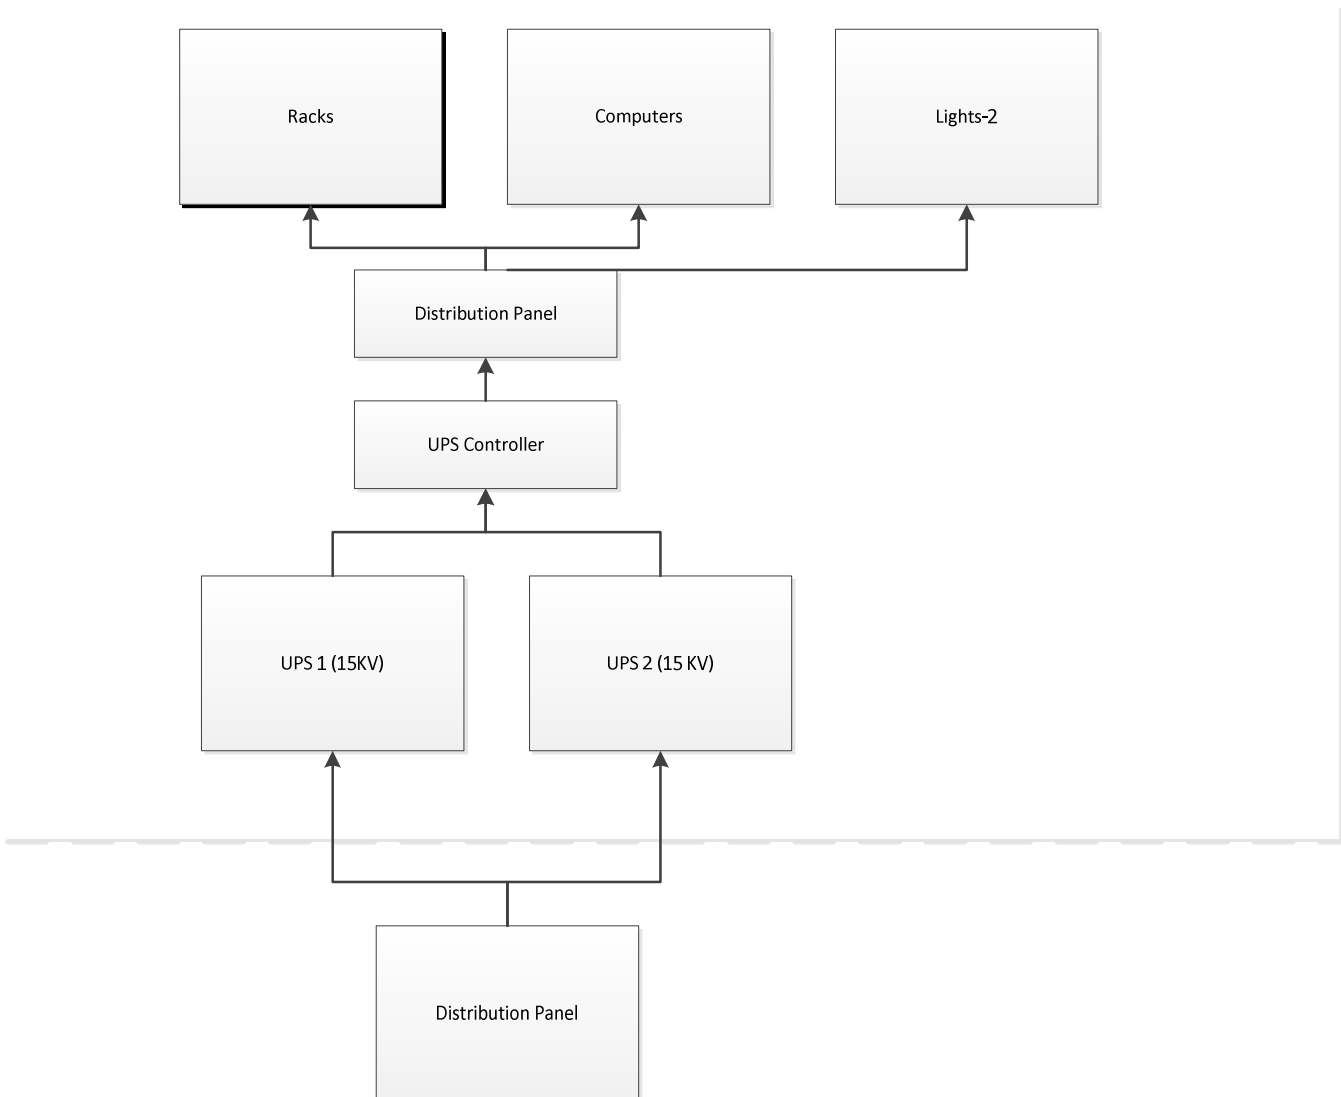 Racks
Computers
Lights-2
Distribution Panel
UPS Controller
UPS 1 (15KV)
UPS 2 (15 KV)
Distribution Panel